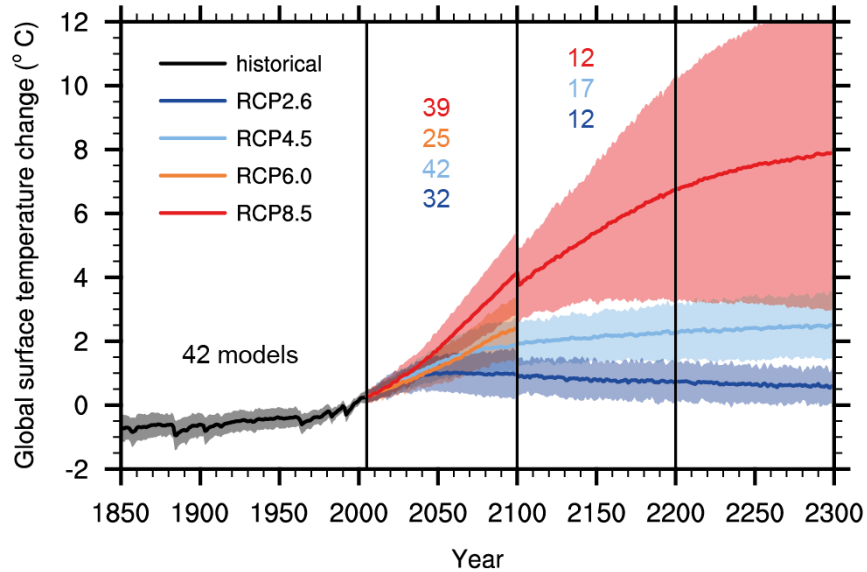 Global surface temperature change (° C)
12
10
8
6
4
2
0
-2
historical
RCP2.6
RCP4.5
RCP6.0
RCP8.5
42 models
39
25
42
32
12
17
12
1850 1900 1950 2000 2050 2100 2150 2200 2250 2300
Year